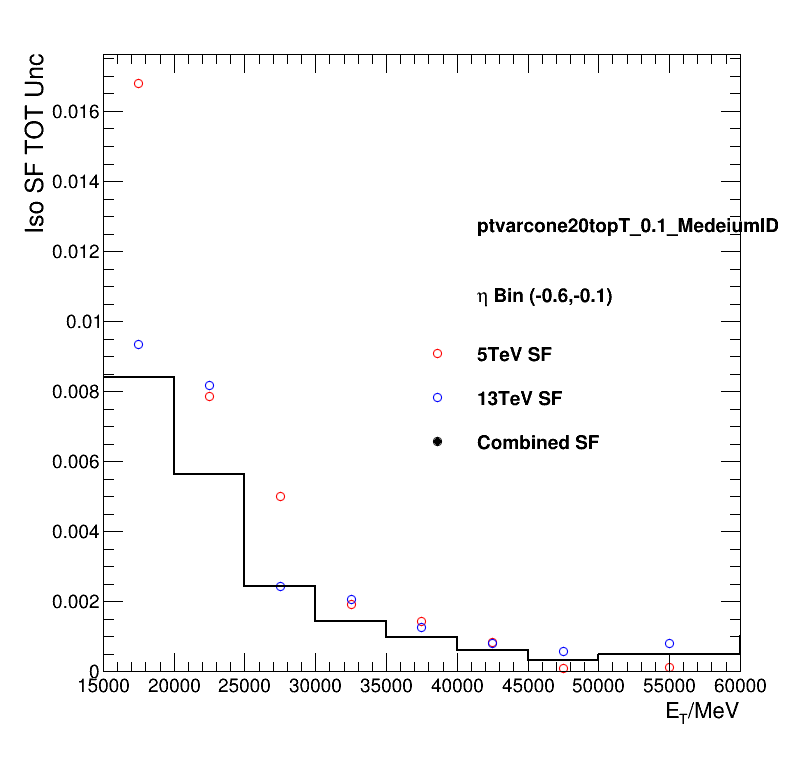 Iso SF TOT Unc
0.016
0.014
0.012
0.01
0.008
0.006
0.004
0.002
0
ptvarcone20topT_0.1_MedeiumID
η Bin (-0.6,-0.1)
5TeV SF
13TeV SF
Combined SF
15000 20000 25000 30000 35000 40000 45000 50000 55000 60000
E_T/MeV